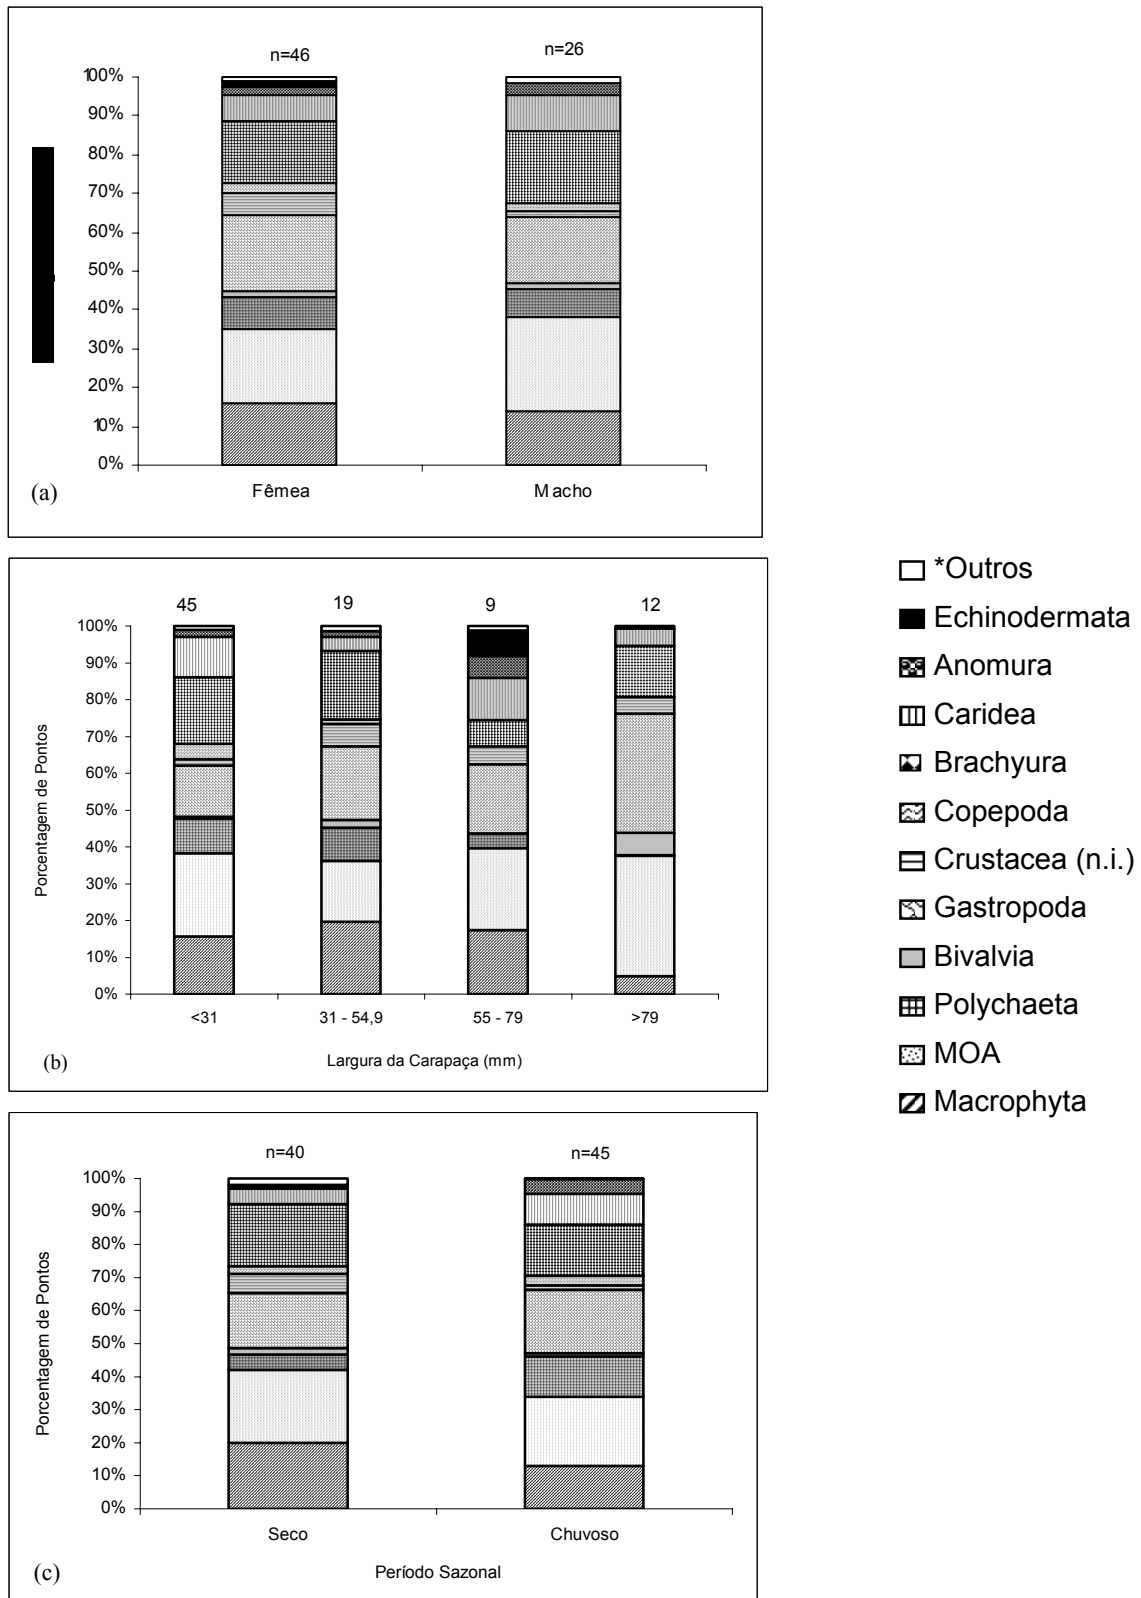 n=46 n=26
100%
90%
80%
70%
60%
50%
40%
30%
20%
10%
0%
Fêmea Macho
(a)
45 19 9 12
100%
90%
80%
70%
60%
50%
40%
30%
20%
10%
0%
Porcentagem de Pontos
<31 31 - 54,9 55 - 79 >79
Largura da Carapaça (mm)
(b)
n=40 n=45
100%
90%
80%
70%
60%
50%
40%
30%
20%
10%
0%
Porcentagem de Pontos
Seco Chuvoso
Período Sazonal
(c)
*Outros
Echinodermata
Anomura
Caridea
Brachyura
Copepoda
Crustacea (n.i.)
Gastropoda
Bivalvia
Polychaeta
MOA
Macrophyta